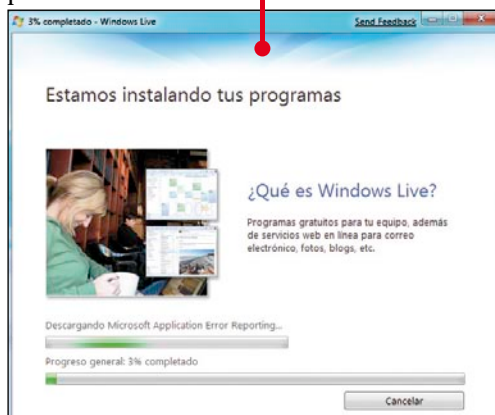 3% completado - Windows Live
Send Feedback
Estamos instalando tus programas
¿Qué es Windows Live?
Programas gratuitos para tu equipo, además
de servicios web en línea para correo
electrónico, fotos, blogs, etc.
Descargando Microsoft Application Error Reporting...
Progreso general: 3% completado
Cancelar